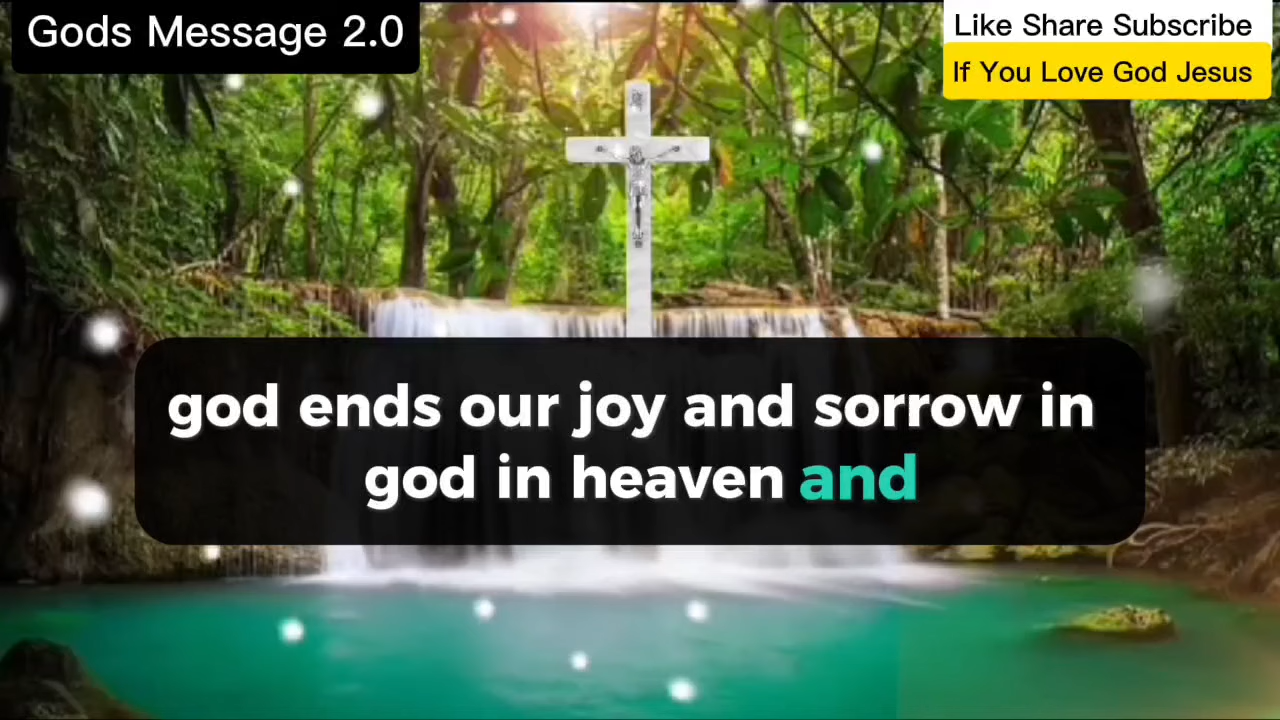 Gods Message 2.0
Like Share Subscribe
If You Love God Jesus
god ends our joy and sorrow in
god in heaven and